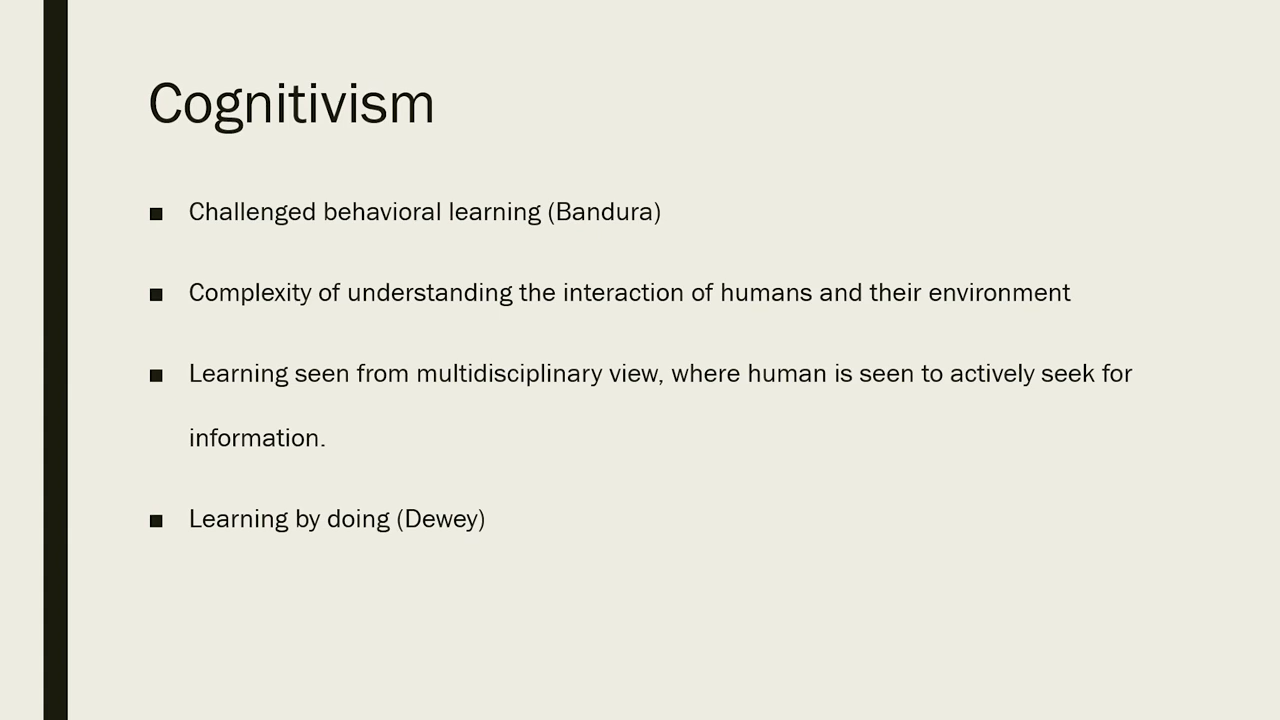 Cognitivism
■ Challenged behavioral learning (Bandura)
■ Complexity of understanding the interaction of humans and their environment
■ Learning seen from multidisciplinary view, where human is seen to actively seek for
information.
■ Learning by doing (Dewey)